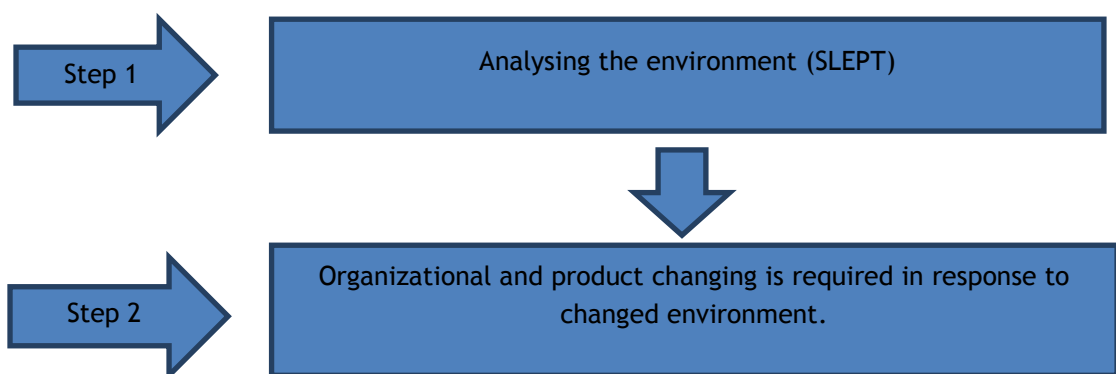 Step 1
Analysing the environment (SLEPT)
Step 2
Organizational and product changing is required in response to
changed environment.